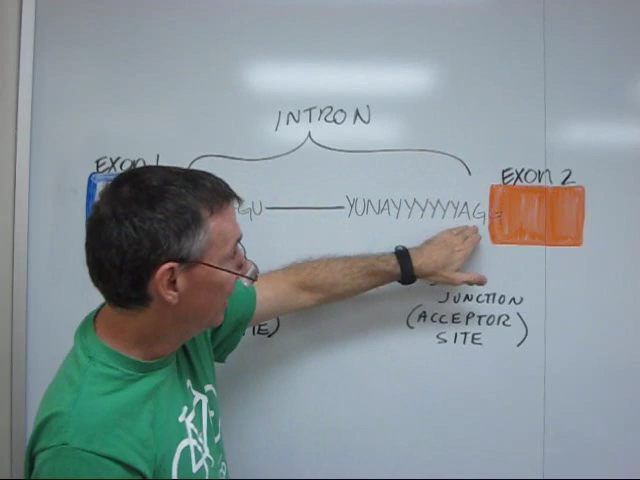 INTRON
EXON 1
EXON 2
GU YUNAYYYYYYAG G
JUNCTION
(ACCEPTOR
SITE )